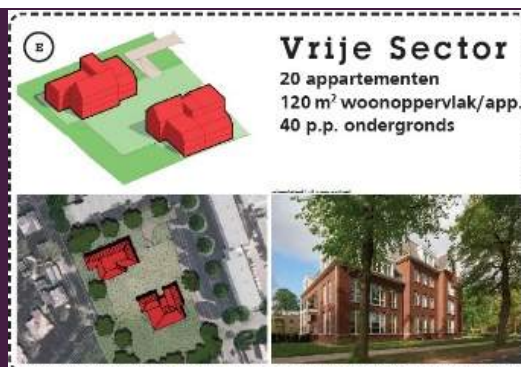 E
Vrije Sector
20 appartementen
120 m² woonoppervlak/app.
40 p.p. ondergronds